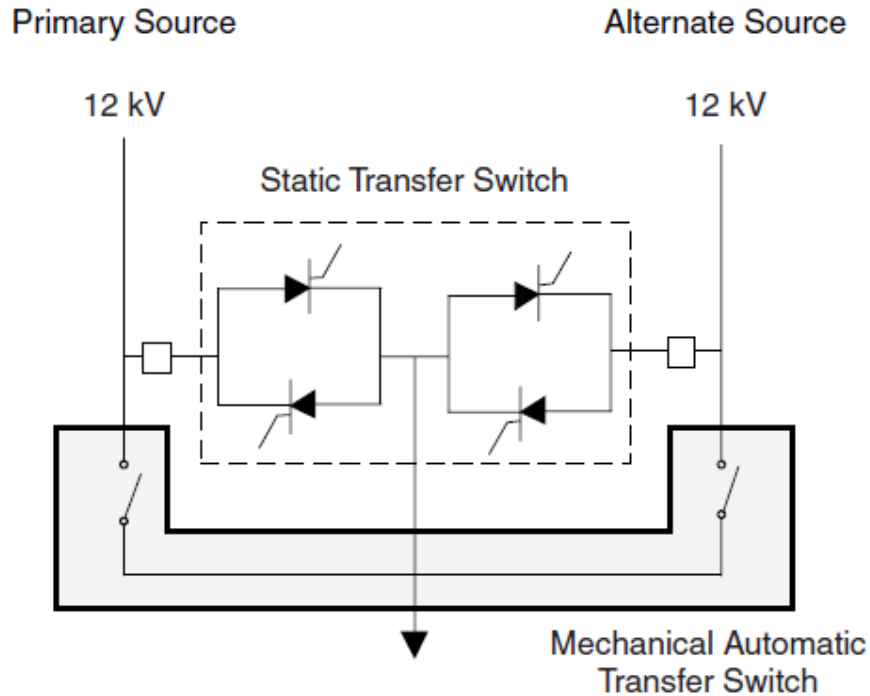 Primary Source
Alternate Source
12 kV
12 kV
Static Transfer Switch
Mechanical Automatic
Transfer Switch